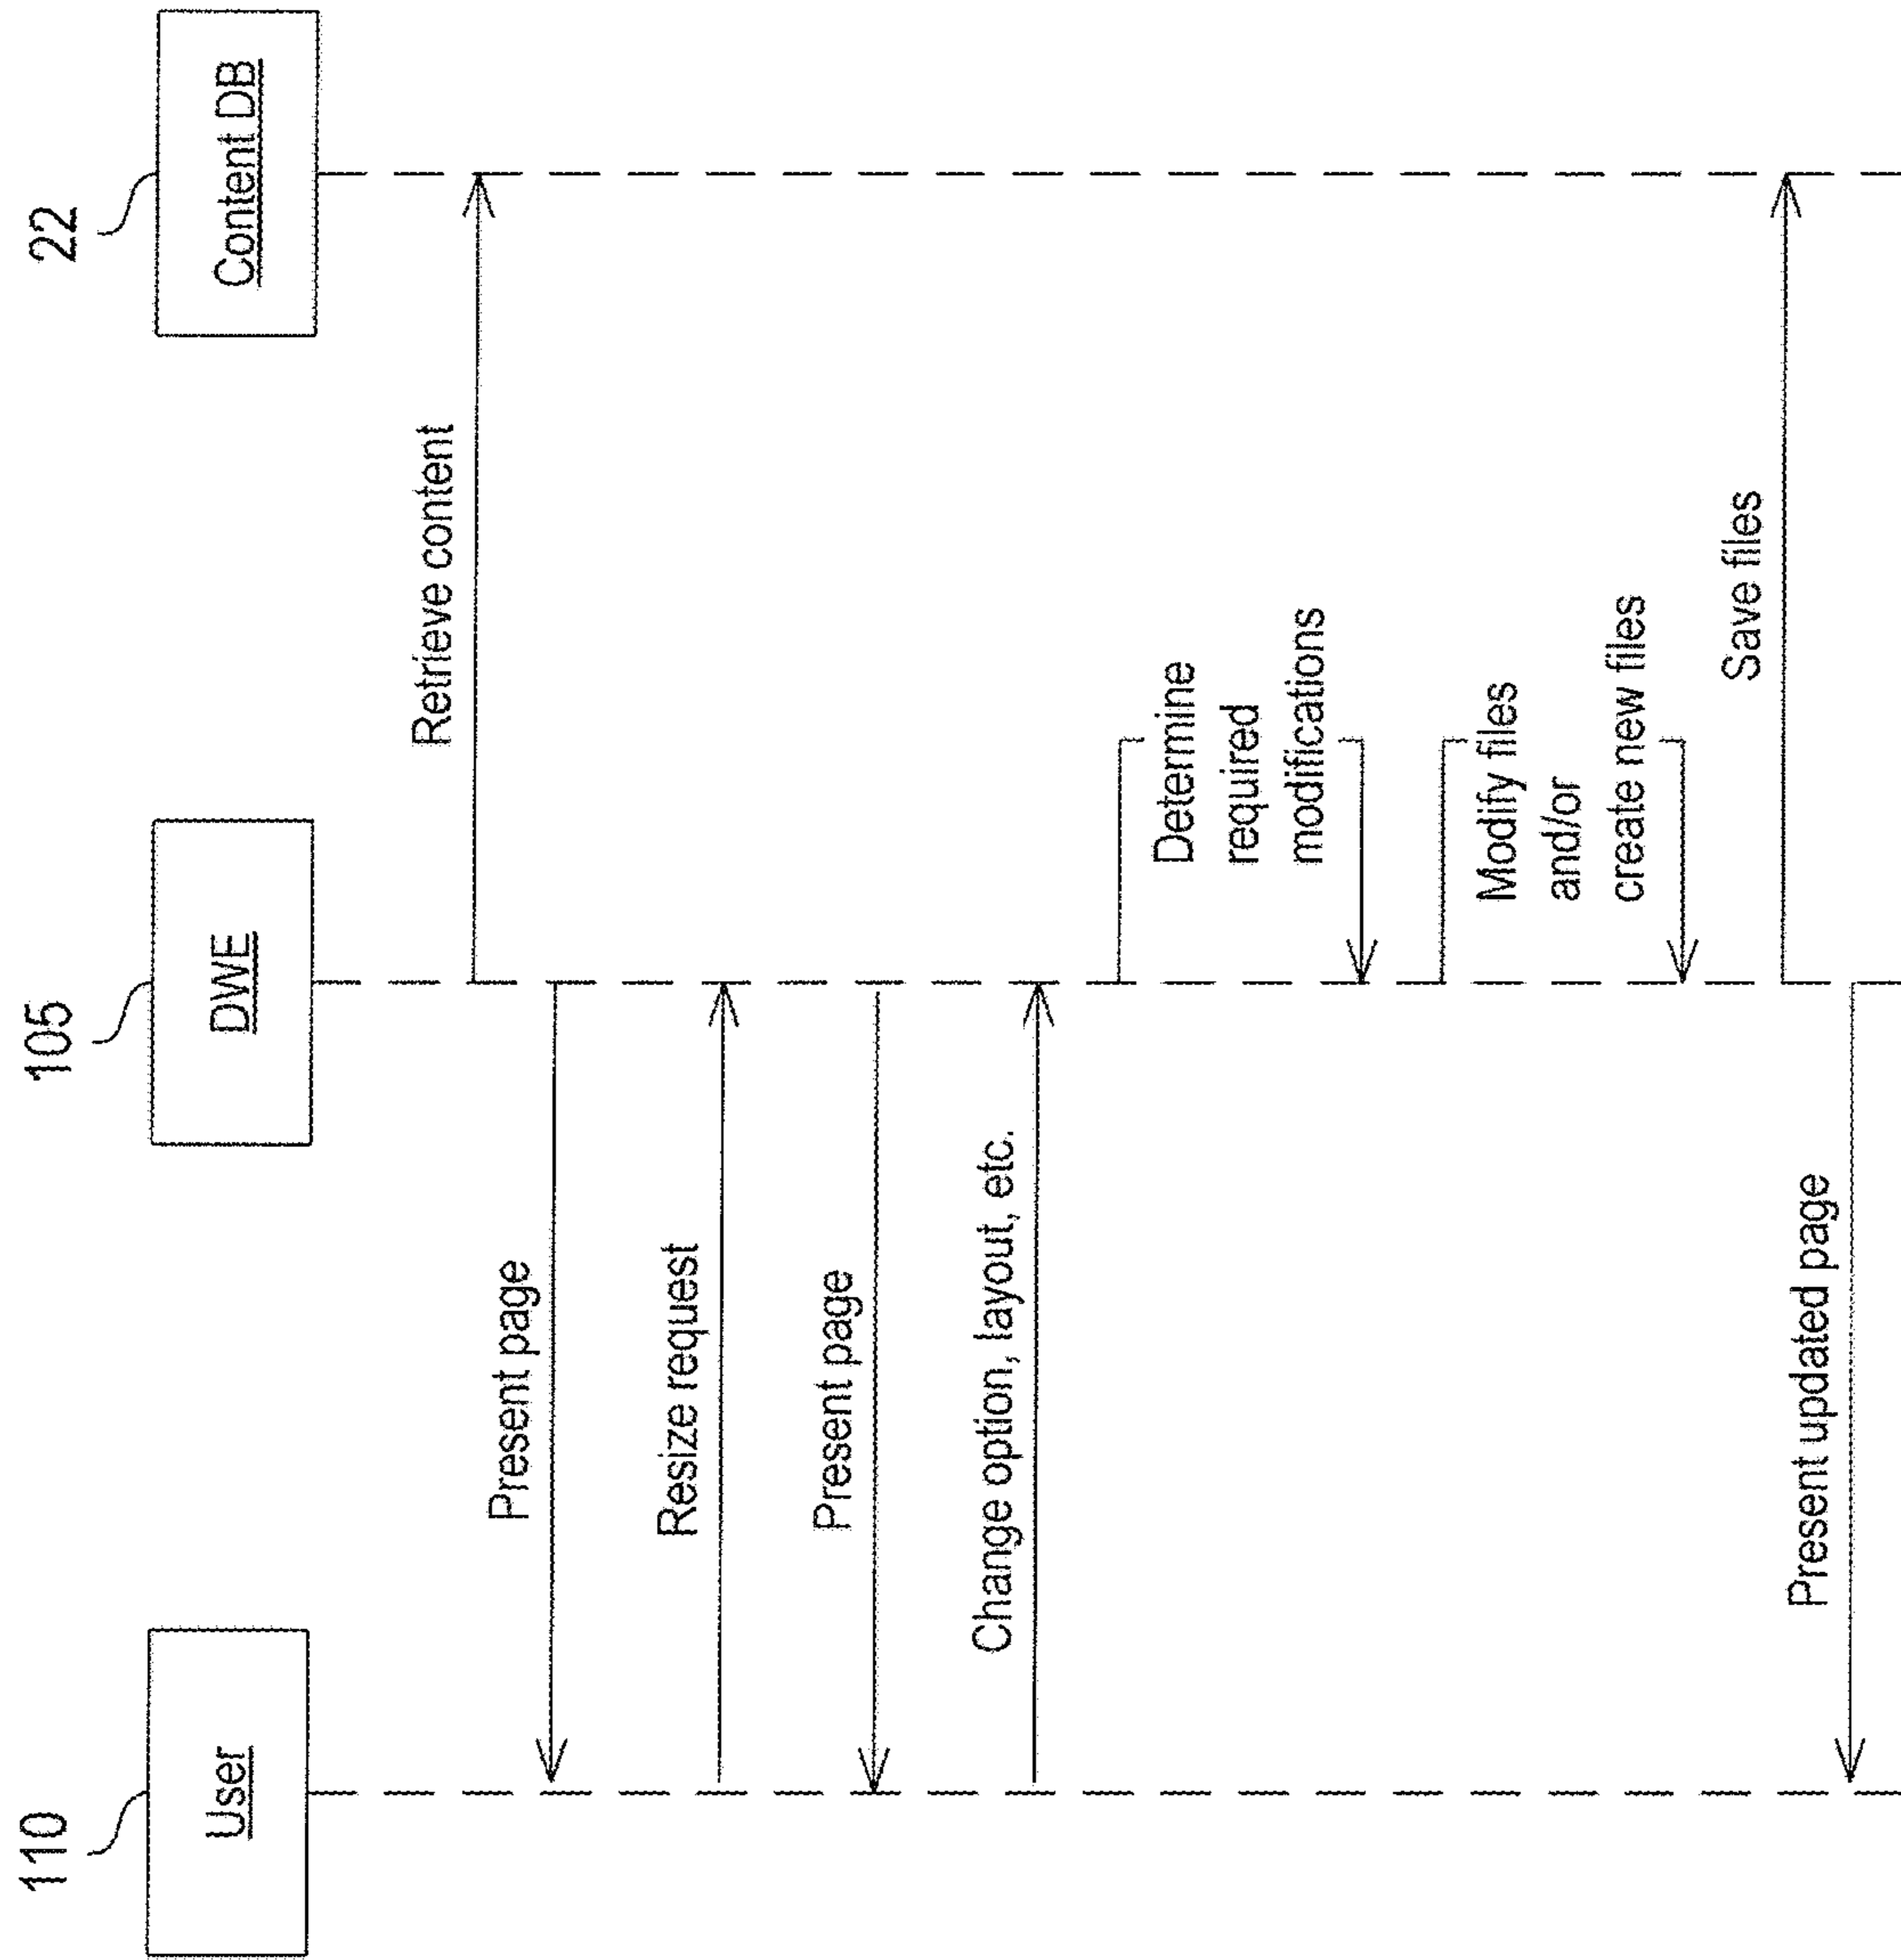 110
User
105
DWE
22
Content DB
Retrieve content
Present page
Resize request
Present page
Change option, layout, etc.
Determine
required
modifications
Modify files
and/or
create new files
Save files
Present updated page